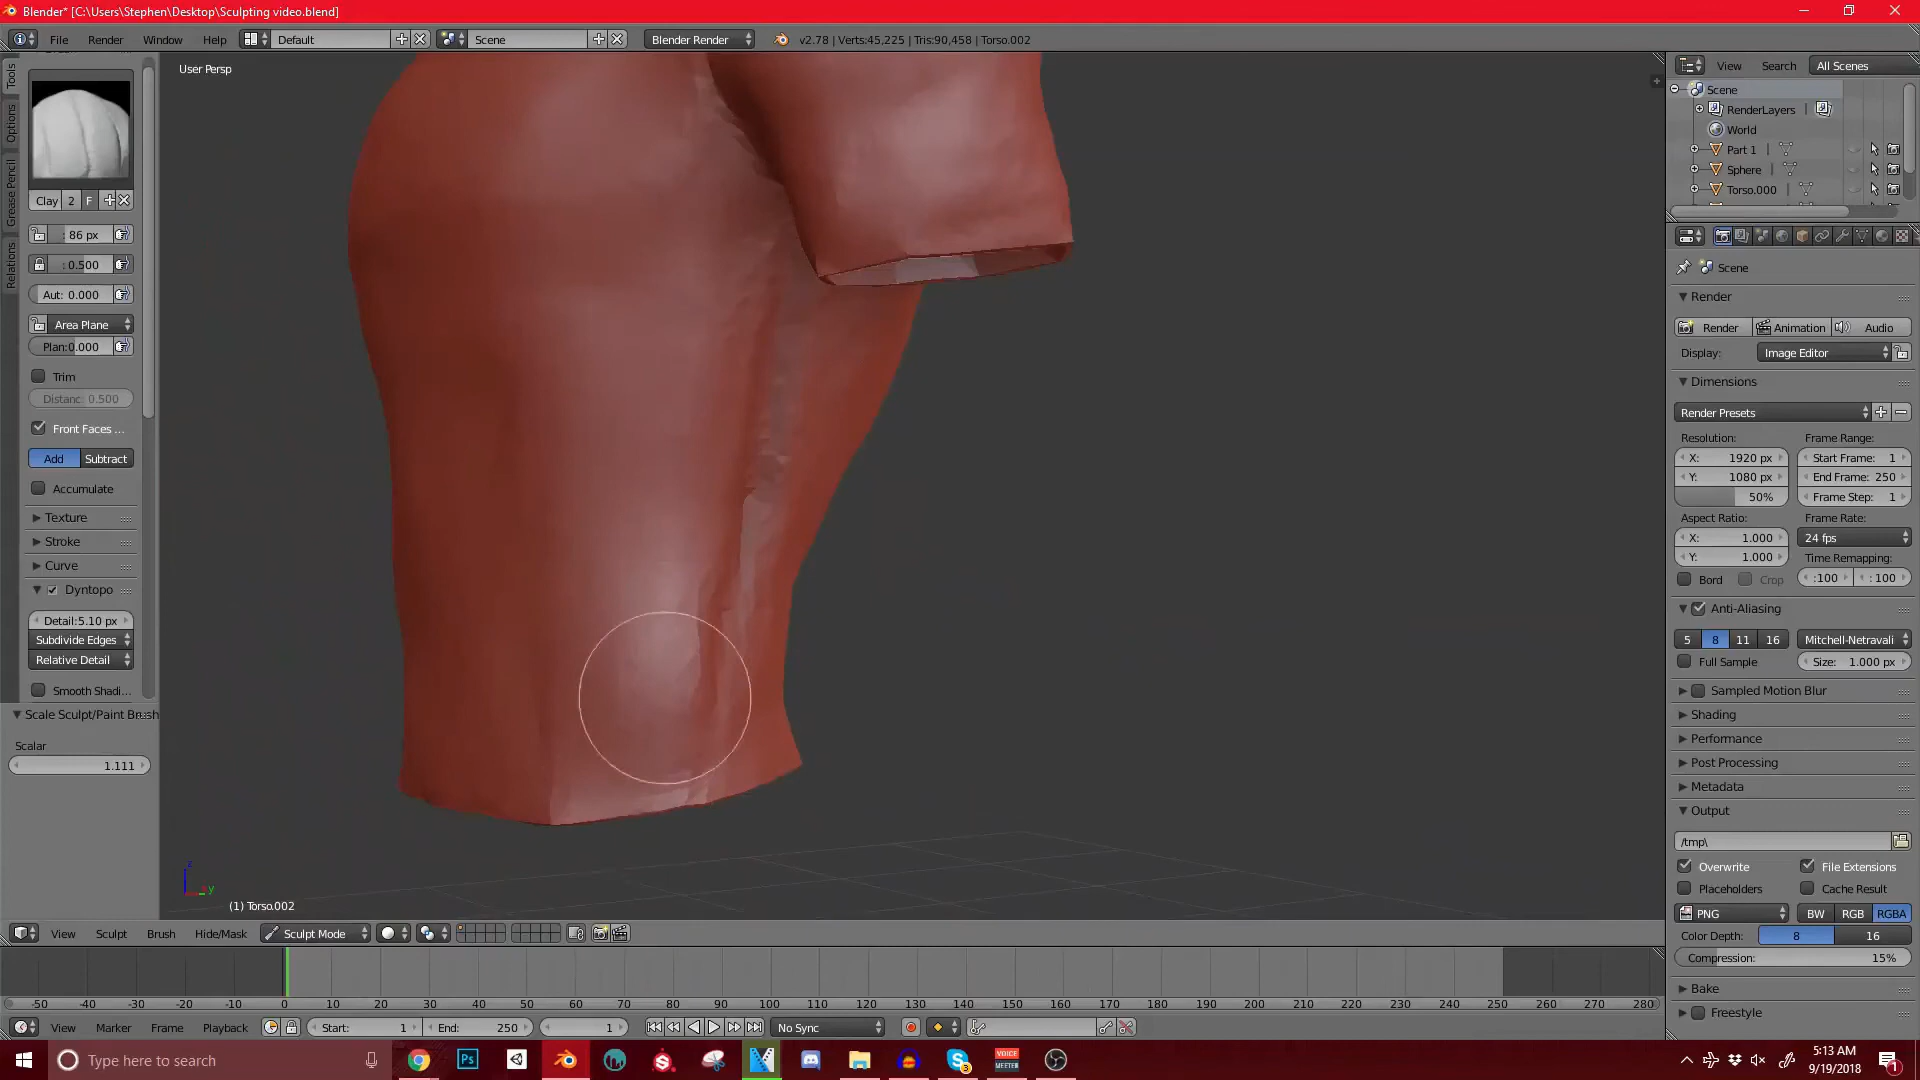 Blender* [C:\Users\Stephen\Desktop\Sculpting video.blend]
File Render Window Help Default Scene Blender Render v2.78 | Verts:45,225 | Tris:90,458 | Torso.002
User Persp
Tools
Options
Grease Pencil
Relations
Clay 2 F
: 86 px
: 0.500
Aut: 0.000
Area Plane
Plan:0.000
Trim
Distanc: 0.500
Front Faces ...
Add Subtract
Accumulate
Texture
Stroke
Curve
Dyntopo
Detail:5.10 px
Subdivide Edges
Relative Detail
Smooth Shadi...
Scale Sculpt/Paint Brush
Scalar
1.111
z
y
(1) Torso.002
View Sculpt Brush Hide/Mask Sculpt Mode
-50 -40 -30 -20 -10 0 10 20 30 40 50 60 70 80 90 100 110 120 130 140 150 160 170 180 190 200 210 220 230 240 250 260 270 280
View Marker Frame Playback Start: 1 End: 250 1 No Sync
View Search All Scenes
Scene
RenderLayers |
World
Part 1 |
Sphere |
Torso.000 |
Scene
Render
Render Animation Audio
Display: Image Editor
Dimensions
Render Presets
Resolution: Frame Range:
X: 1920 px Start Frame: 1
Y: 1080 px End Frame: 250
50% Frame Step: 1
Aspect Ratio: Frame Rate:
X: 1.000 24 fps
Y: 1.000 Time Remapping:
Bord Crop :100 : 100
Anti-Aliasing
5 8 11 16 Mitchell-Netravali
Full Sample Size: 1.000 px
Sampled Motion Blur
Shading
Performance
Post Processing
Metadata
Output
/tmp\
Overwrite File Extensions
Placeholders Cache Result
PNG BW RGB RGBA
Color Depth: 8 16
Compression: 15%
Bake
Freestyle
Type here to search
Ps
VOICE
MEETER
3
5:13 AM
9/19/2018
1